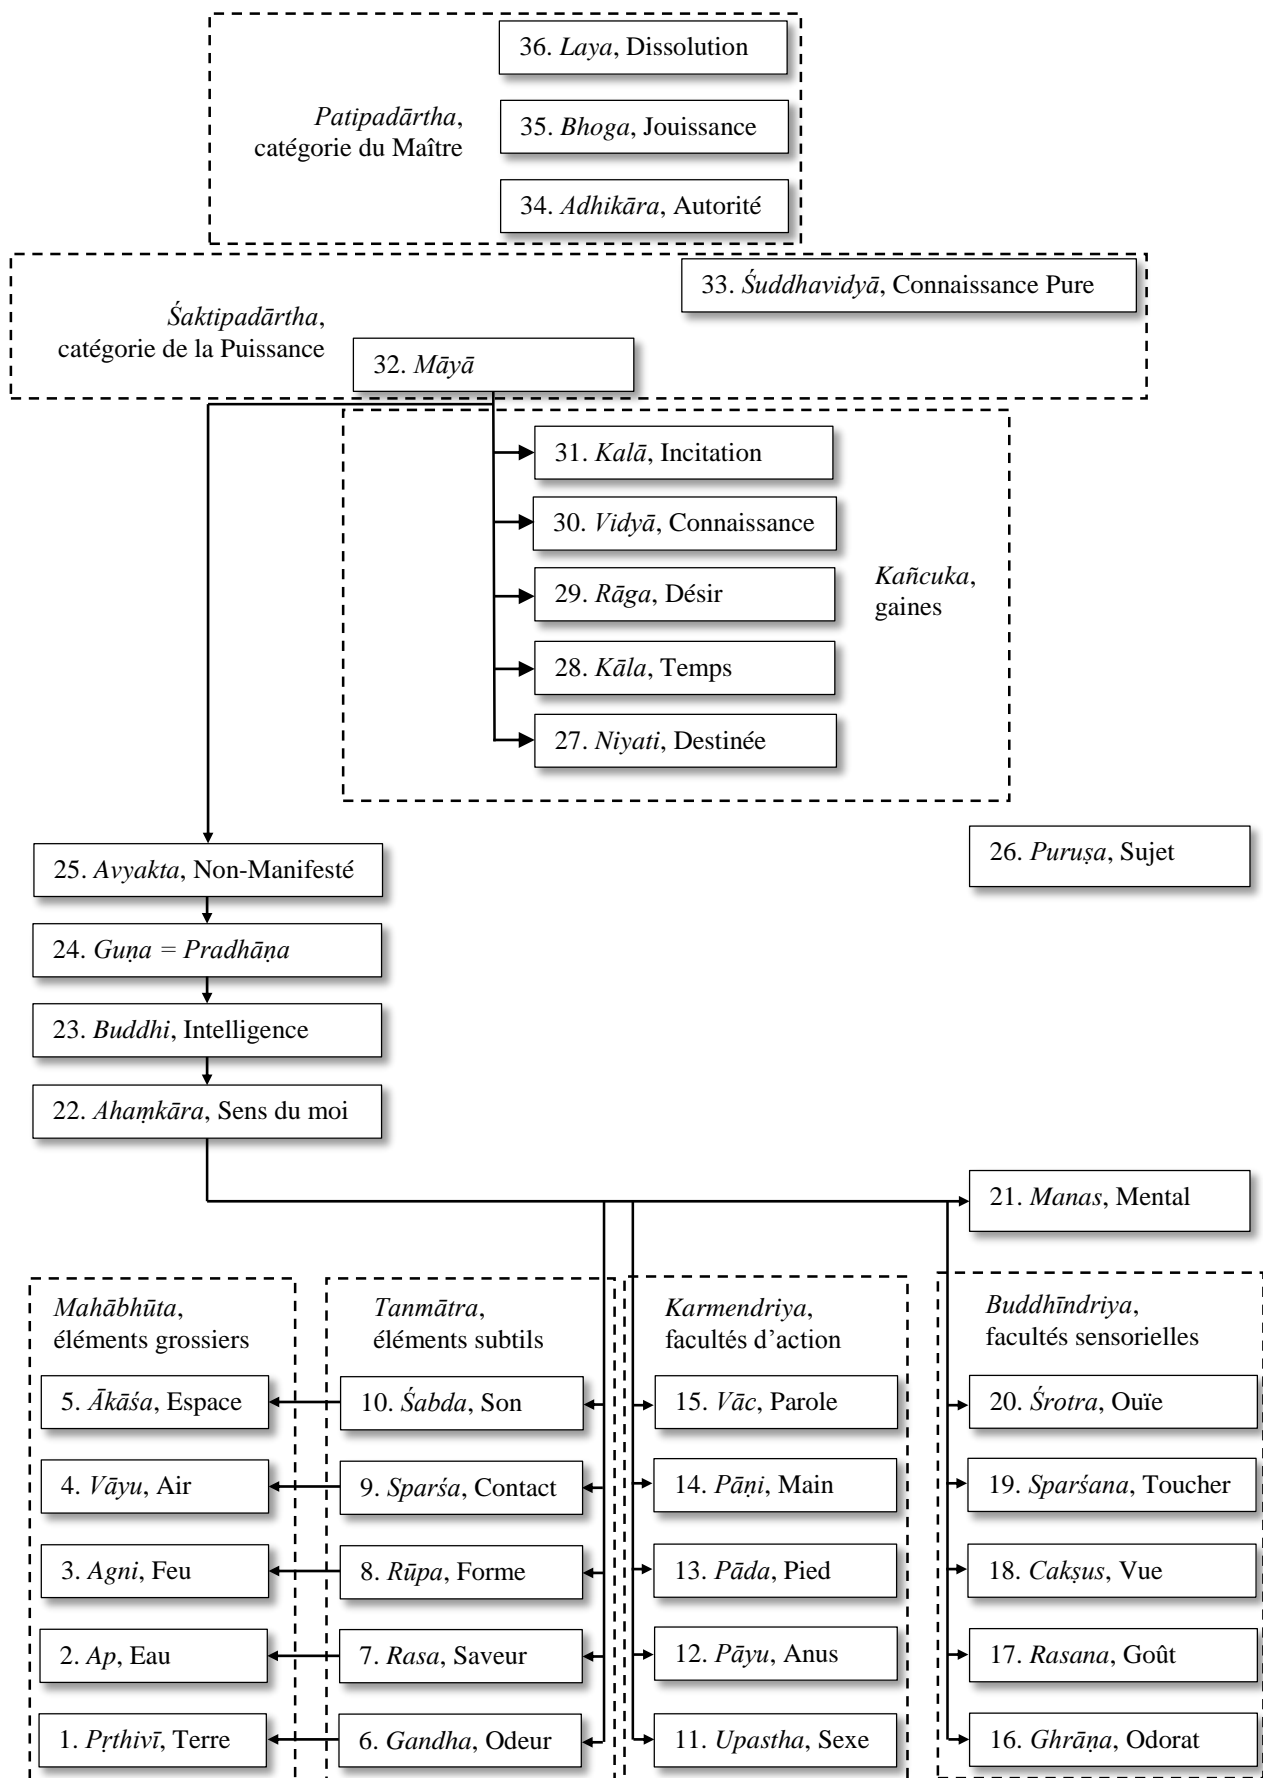 36. Laya, Dissolution
Patipadārtha,
catégorie du Maître
35. Bhoga, Jouissance
34. Adhikāra, Autorité
33. Śuddhavidyā, Connaissance Pure
Śaktipadārtha,
catégorie de la Puissance
32. Māyā
31. Kalā, Incitation
30. Vidyā, Connaissance
29. Rāga, Désir
Kañcuka,
gaines
28. Kāla, Temps
27. Niyati, Destinée
26. Puruṣa, Sujet
25. Avyakta, Non-Manifesté
24. Guṇa = Pradhāṇa
23. Buddhi, Intelligence
22. Ahaṃkāra, Sens du moi
21. Manas, Mental
Mahābhūta,
éléments grossiers
5. Ākāśa, Espace
4. Vāyu, Air
3. Agni, Feu
2. Ap, Eau
1. Pṛthivī, Terre
Tanmātra,
éléments subtils
10. Śabda, Son
9. Sparśa, Contact
8. Rūpa, Forme
7. Rasa, Saveur
6. Gandha, Odeur
Karmendriya,
facultés d’action
15. Vāc, Parole
14. Pāṇi, Main
13. Pāda, Pied
12. Pāyu, Anus
11. Upastha, Sexe
Buddhīndriya,
facultés sensorielles
20. Śrotra, Ouïe
19. Sparśana, Toucher
18. Cakṣus, Vue
17. Rasana, Goût
16. Ghrāṇa, Odorat